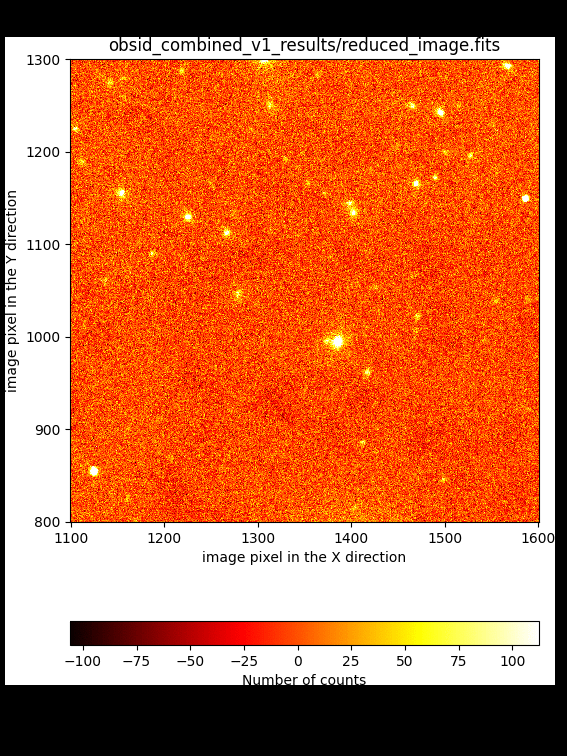 obsid_combined_v1_results/reduced_image.fits
1300
1200
1100
1000
900
800
image pixel in the Y direction
1100 1200 1300 1400 1500 1600
image pixel in the X direction
−100 −75 −50 −25 0 25 50 75 100
Number of counts